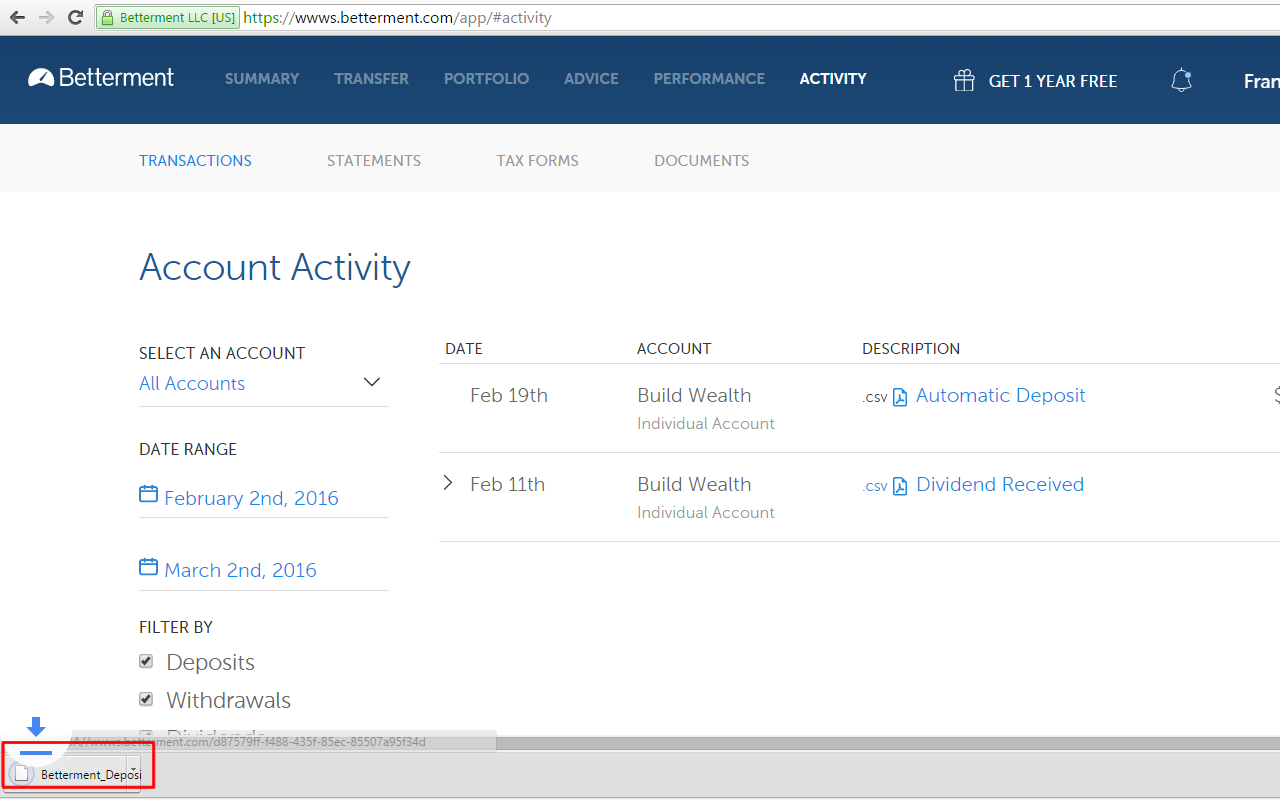 Betterment LLC [US] https://wwws.betterment.com/app/#activity
Betterment SUMMARY TRANSFER PORTFOLIO ADVICE PERFORMANCE ACTIVITY GET 1 YEAR FREE Fran
TRANSACTIONS STATEMENTS TAX FORMS DOCUMENTS
Account Activity
SELECT AN ACCOUNT
All Accounts
DATE RANGE
February 2nd, 2016
March 2nd, 2016
FILTER BY
Deposits
Withdrawals
Dividends
DATE ACCOUNT DESCRIPTION
Feb 19th Build Wealth .csv Automatic Deposit $
Individual Account
Feb 11th Build Wealth .csv Dividend Received
Individual Account
A//wwws.betterment.com/d87579ff-f488-435f-85ec-85507a95f34d
Betterment_Deposi